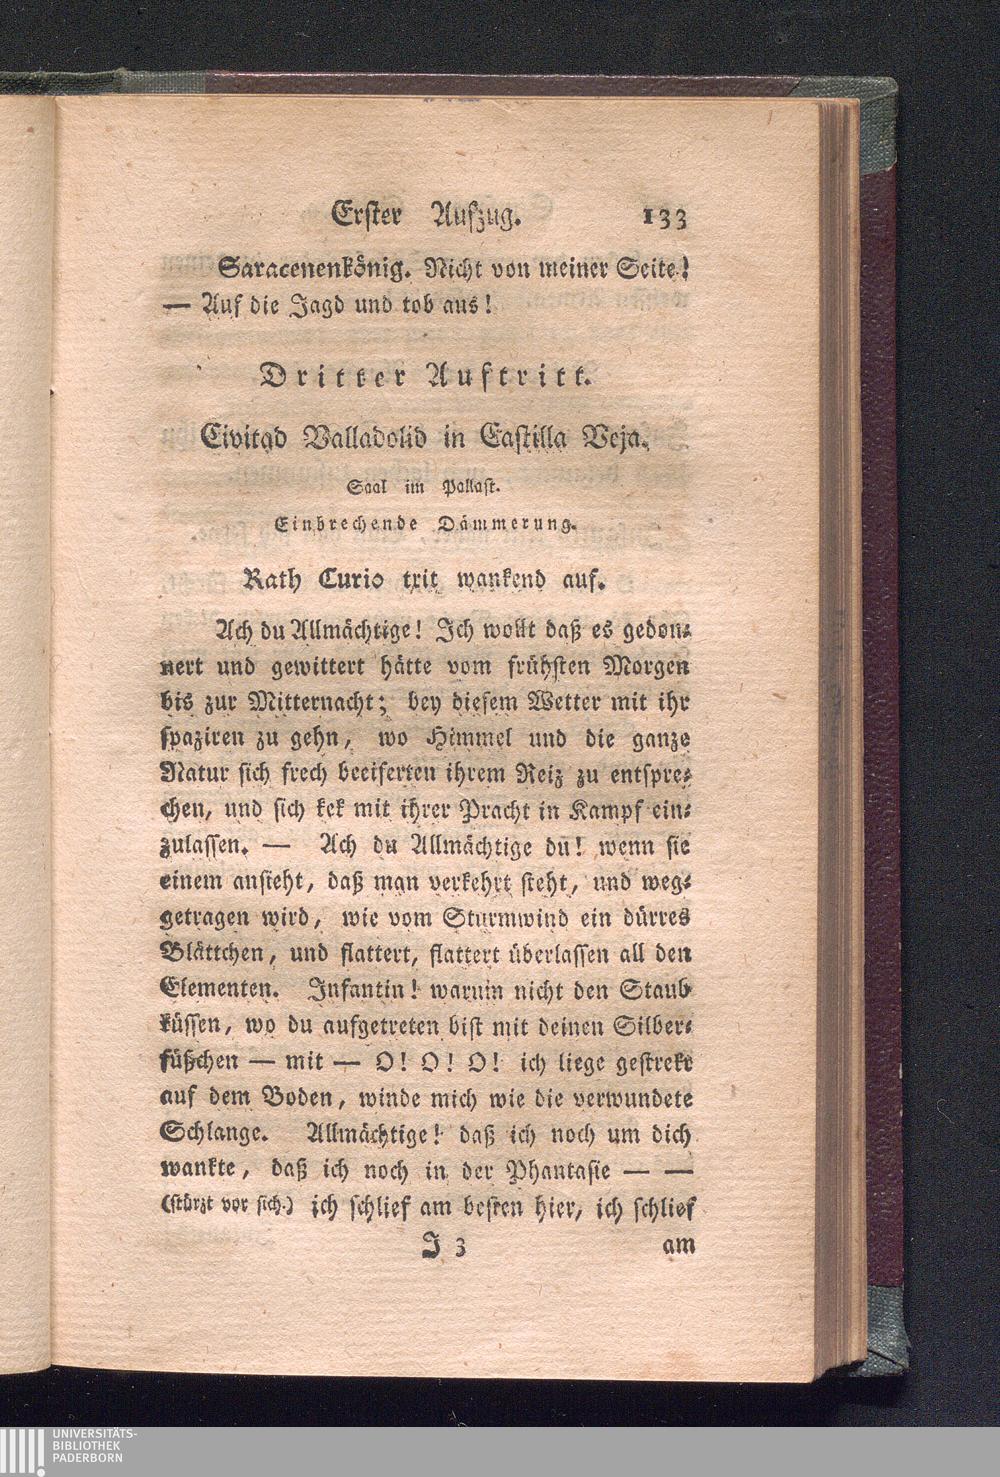 Erster Aufzug. 133
Saracenenkönig. Nicht von meiner Seite!
— Auf die Jagd und tob aus!
Dritter Auftritt.
Civitad Valladolid in Castilla Veja.
Saal im Pallast.
Einbrechende Dämmerung.
Rath Curio trit wankend auf.
Ach du Allmächtige! Ich wollt daß es gedon⸗
nert und gewittert hätte vom frühsten Morgen
bis zur Mitternacht; bey diesem Wetter mit ihr
spaziren zu gehn, wo Himmel und die ganze
Natur sich frech beeiferten ihrem Reiz zu entspre⸗
chen, und sich kek mit ihrer Pracht in Kampf ein⸗
zulassen. — Ach du Allmächtige du! wenn sie
einem ansieht, daß man verkehrt steht, und weg⸗
getragen wird, wie vom Sturmwind ein dürres
Blättchen, und flattert, flattert überlassen all den
Elementen. Infantin! warum nicht den Staub
küssen, wo du aufgetreten bist mit deinen Silber⸗
füßchen — mit — O! O! O! ich liege gestrekt
auf dem Boden, winde mich wie die verwundete
Schlange. Allmächtige! daß ich noch um dich
wankte, daß ich noch in der Phantasie — —
(stürzt vor sich.) ich schlief am besten hier, ich schlief
J 3 am
UNIVERSITÄTS-
BIBLIOTHEK
PADERBORN